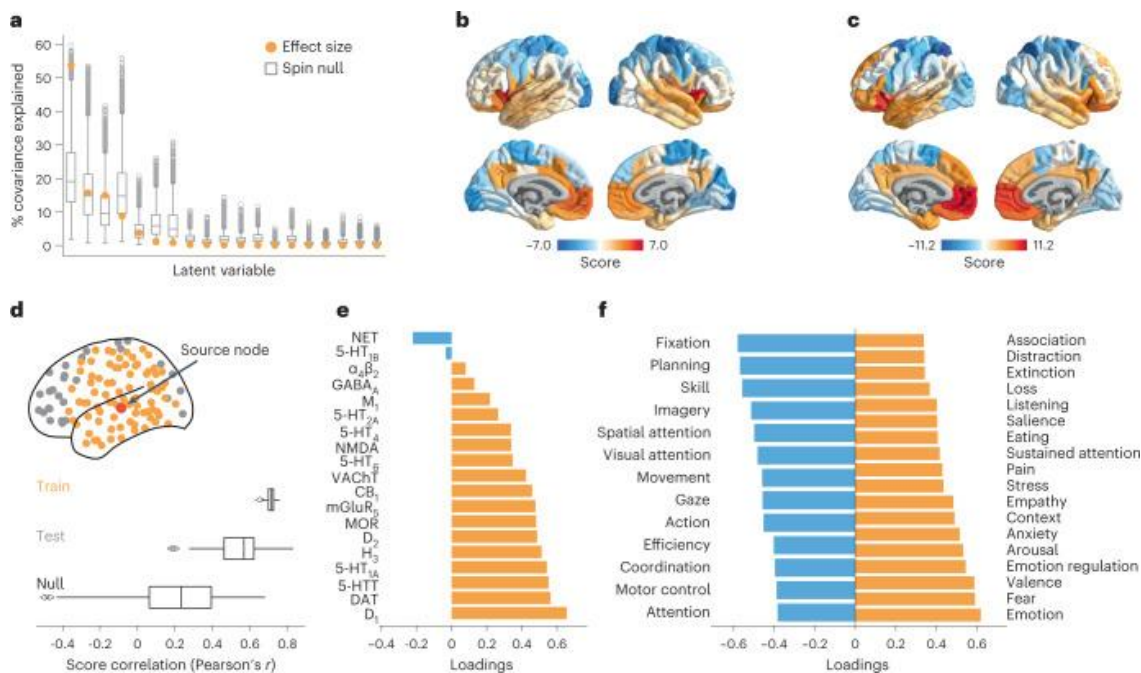 a
% covariance explained
60
50
40
30
20
10
0
Effect size
Spin null
Latent variable
b
−7.0 7.0
Score
c
−11.2 11.2
Score
d
Source node
Train
Test
Null
−0.4 −0.2 0 0.2 0.4 0.6 0.8
Score correlation (Pearson's r)
e
NET
5-HT1B
α4β2
GABAA
M1
5-HT2A
5-HT4
NMDA
5-HT6
VAChT
CB1
mGluR5
MOR
D2
H3
5-HT1A
5-HTT
DAT
D1
−0.4 −0.2 0 0.2 0.4 0.6
Loadings
f
Fixation
Planning
Skill
Imagery
Spatial attention
Visual attention
Movement
Gaze
Action
Efficiency
Coordination
Motor control
Attention
Association
Distraction
Extinction
Loss
Listening
Salience
Eating
Sustained attention
Pain
Stress
Empathy
Context
Anxiety
Arousal
Emotion regulation
Valence
Fear
Emotion
−0.6 −0.4 −0.2 0 0.2 0.4 0.6
Loadings